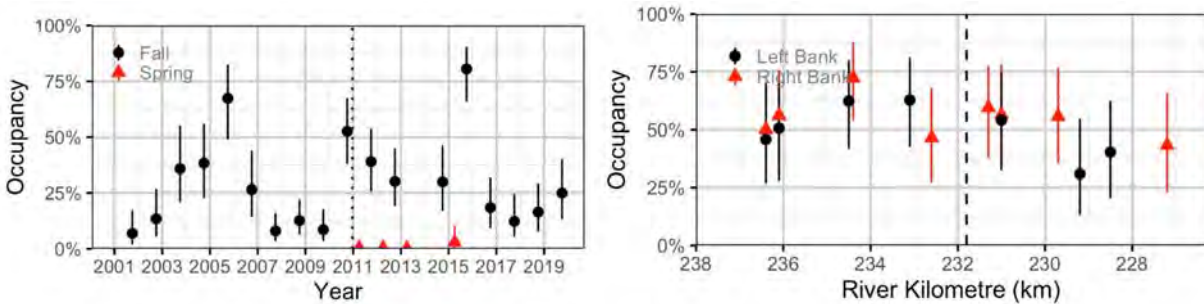 100%
75%
50%
25%
0%
Occupancy
Fall
Spring
2001 2003 2005 2007 2009 2011 2013 2015 2017 2019
Year
100%
75%
50%
25%
0%
Occupancy
Left Bank
Right Bank
238 236 234 232 230 228
River Kilometre (km)